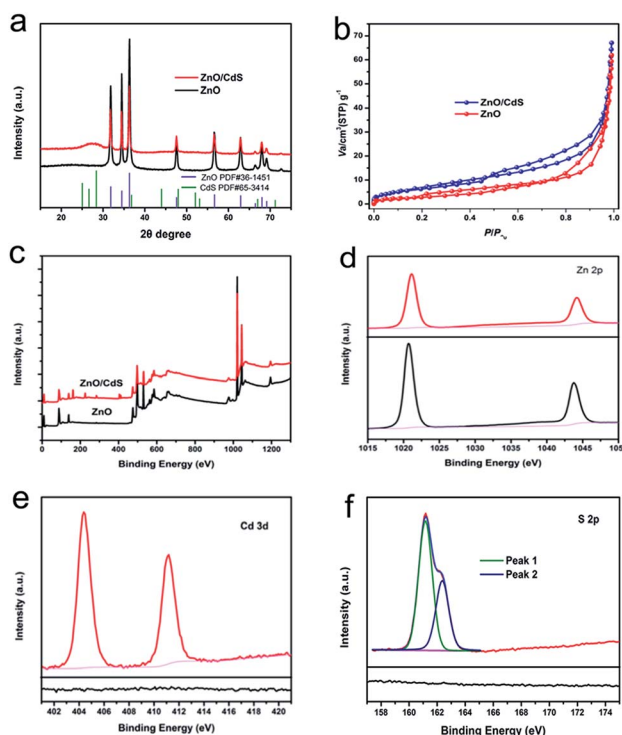 a
ZnO/CdS
ZnO
ZnO PDF#36-1451
CdS PDF#65-3414
Intensity (a.u.)
20 30 40 50 60 70
2θ degree
b
ZnO/CdS
ZnO
Va/cm³(STP) g⁻¹
70
60
50
40
30
20
10
0
0.0 0.2 0.4 0.6 0.8 1.0
c
ZnO/CdS
ZnO
Intensity (a.u.)
0 200 400 600 800 1000 1200
Binding Energy (eV)
d
Zn 2p
Intensity (a.u.)
1015 1020 1025 1030 1035 1040 1045 105
Binding Energy (eV)
e
Cd 3d
Intensity (a.u.)
402 404 406 408 410 412 414 416 418 420
Binding Energy (eV)
f
S 2p
Peak 1
Peak 2
Intensity (a.u.)
158 160 162 164 166 168 170 172 174
Binding Energy (eV)